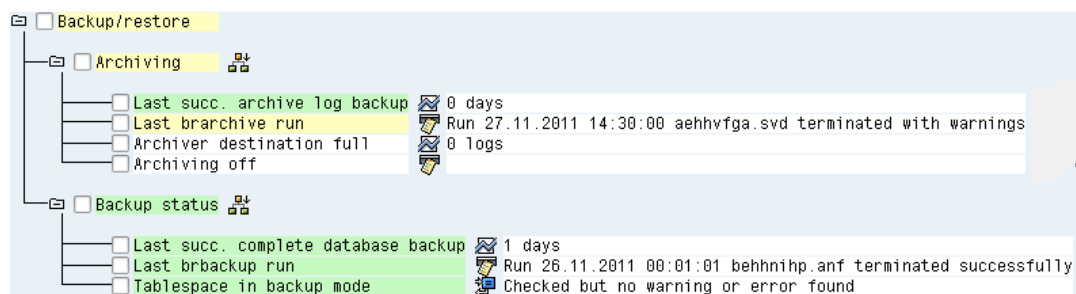 Backup/restore
Archiving
Last succ. archive log backup 0 days
Last brarchive run Run 27.11.2011 14:30:00 aehhvfga.svd terminated with warnings
Archiver destination full 0 logs
Archiving off
Backup status
Last succ. complete database backup 1 days
Last brbackup run Run 26.11.2011 00:01:01 behhnihp.anf terminated successfully
Tablespace in backup mode Checked but no warning or error found